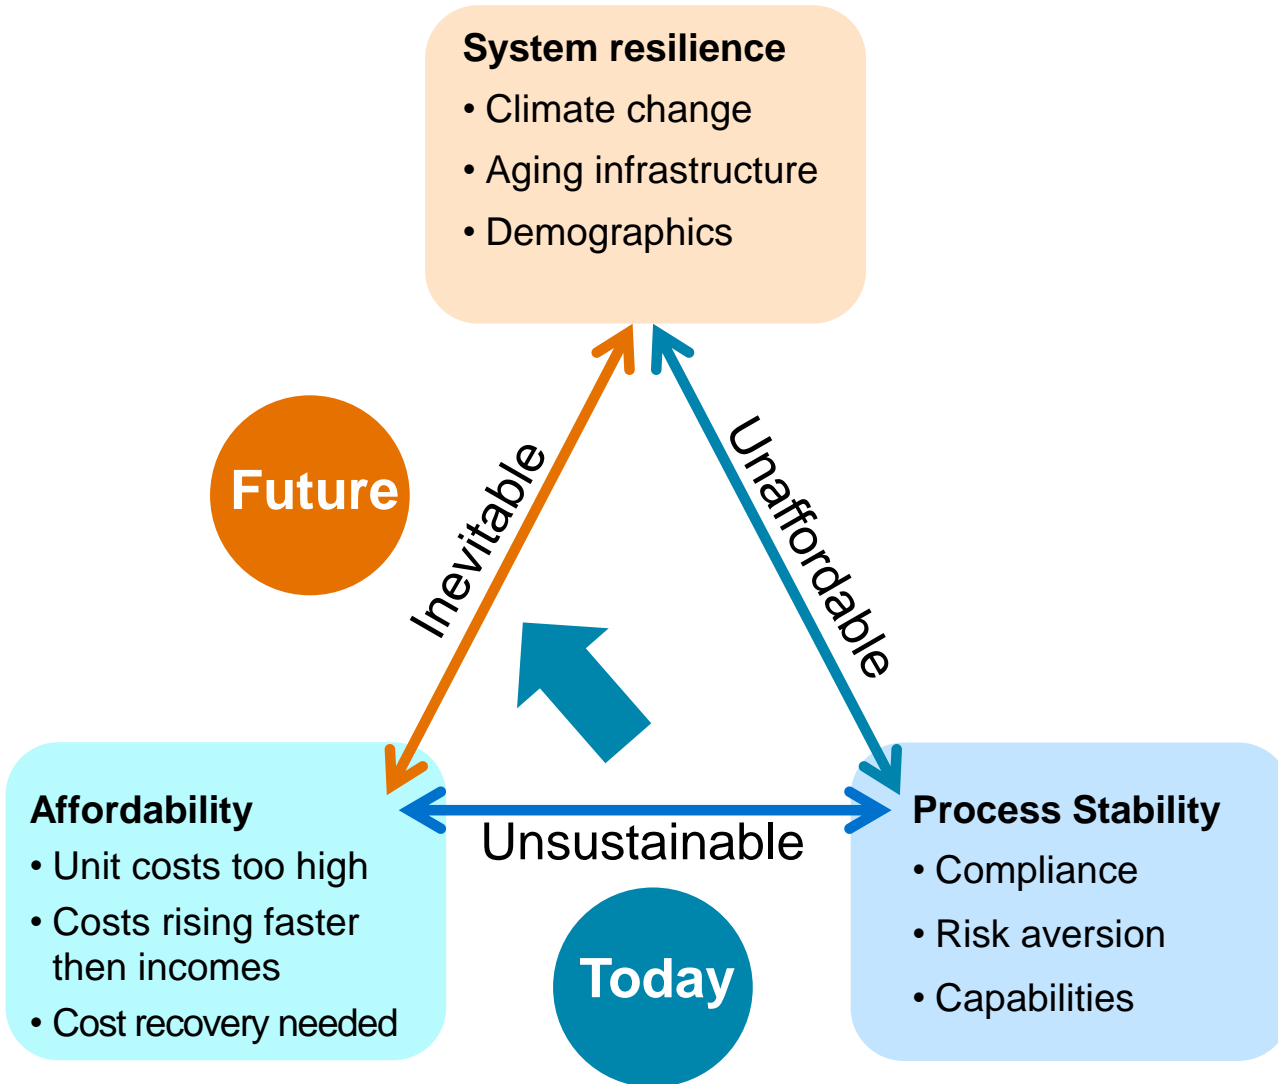 System resilience
• Climate change
• Aging infrastructure
• Demographics
Future
Inevitable
Unaffordable
Affordability
• Unit costs too high
• Costs rising faster
then incomes
• Cost recovery needed
Unsustainable
Today
Process Stability
• Compliance
• Risk aversion
• Capabilities